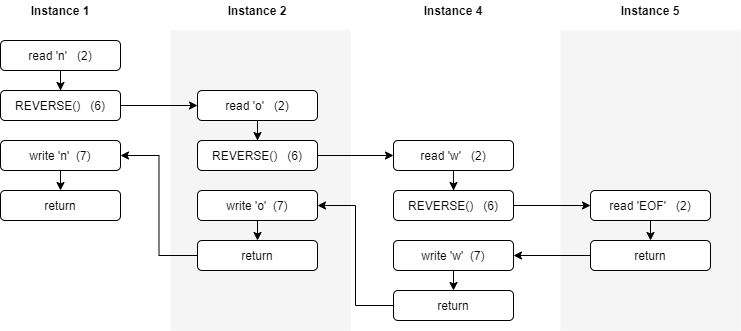 Instance 1
Instance 2
Instance 4
Instance 5
read 'n' (2)
REVERSE() (6)
read 'o' (2)
write 'n' (7)
REVERSE() (6)
read 'w' (2)
return
write 'o' (7)
REVERSE() (6)
read 'EOF' (2)
return
write 'w' (7)
return
return